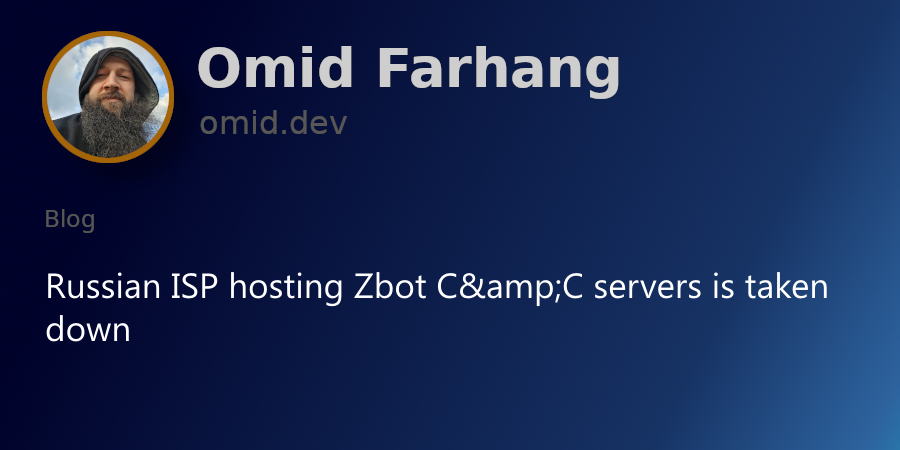 Omid Farhang
omid.dev
Blog
Russian ISP hosting Zbot C&amp;C servers is taken
down